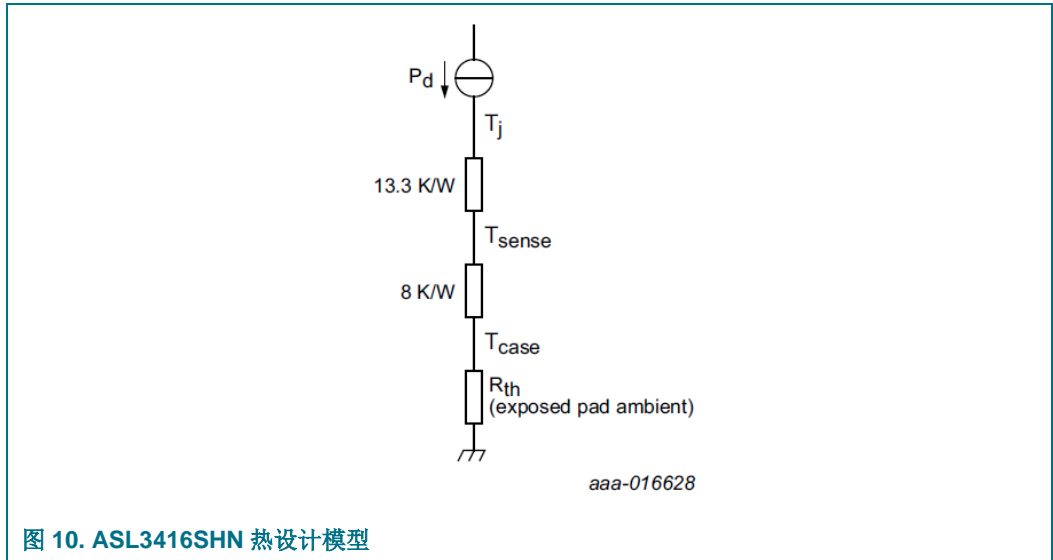 Pd
Tj
13.3 K/W
Tsense
8 K/W
Tcase
Rth
(exposed pad ambient)
aaa-016628
图 10. ASL3416SHN 热设计模型